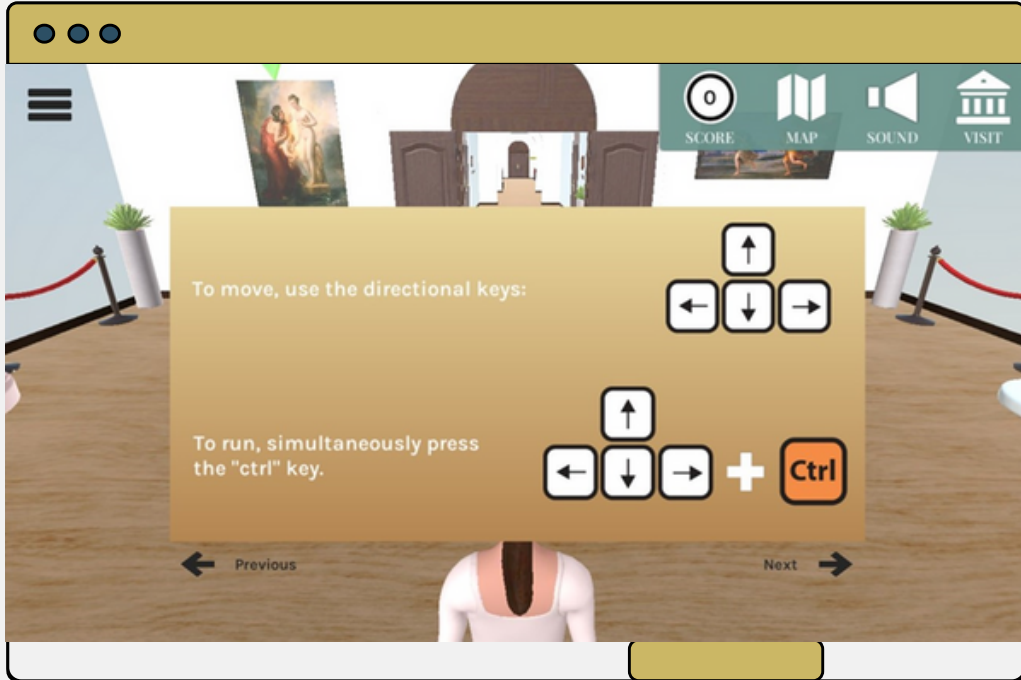 0
SCORE
MAP
SOUND
VISIT
To move, use the directional keys:
To run, simultaneously press
the "ctrl" key.
Ctrl
Previous
Next